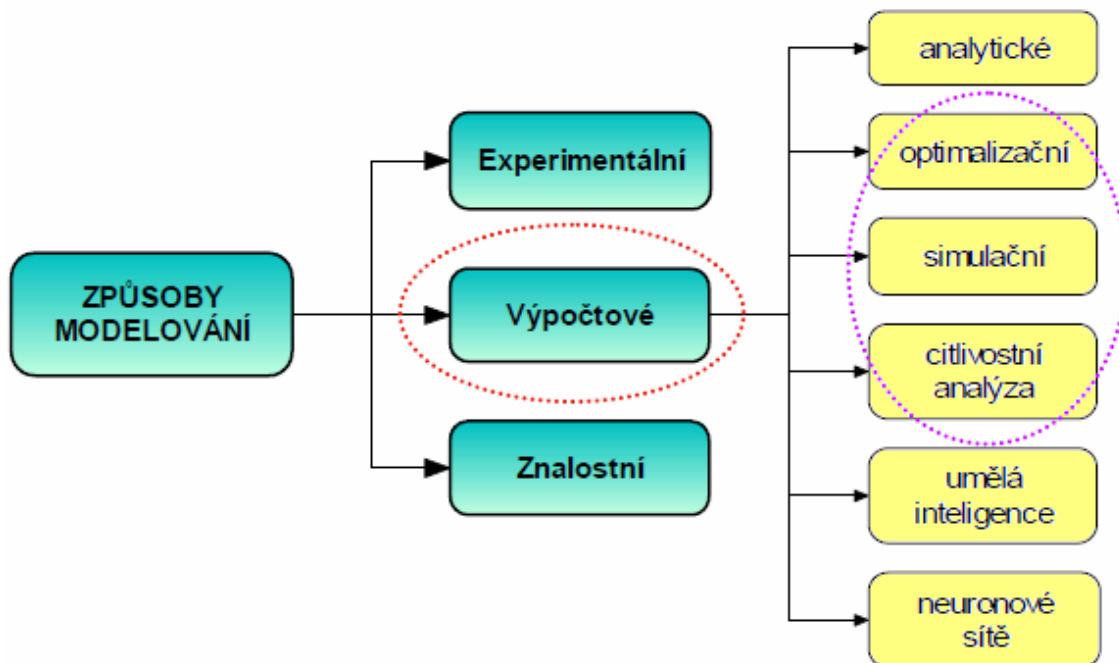 ZPŮSOBY
MODELOVÁNÍ
Experimentální
Výpočtové
Znalostní
analytické
optimalizační
simulační
citlivostní
analýza
umělá
inteligence
neuronové
sítě